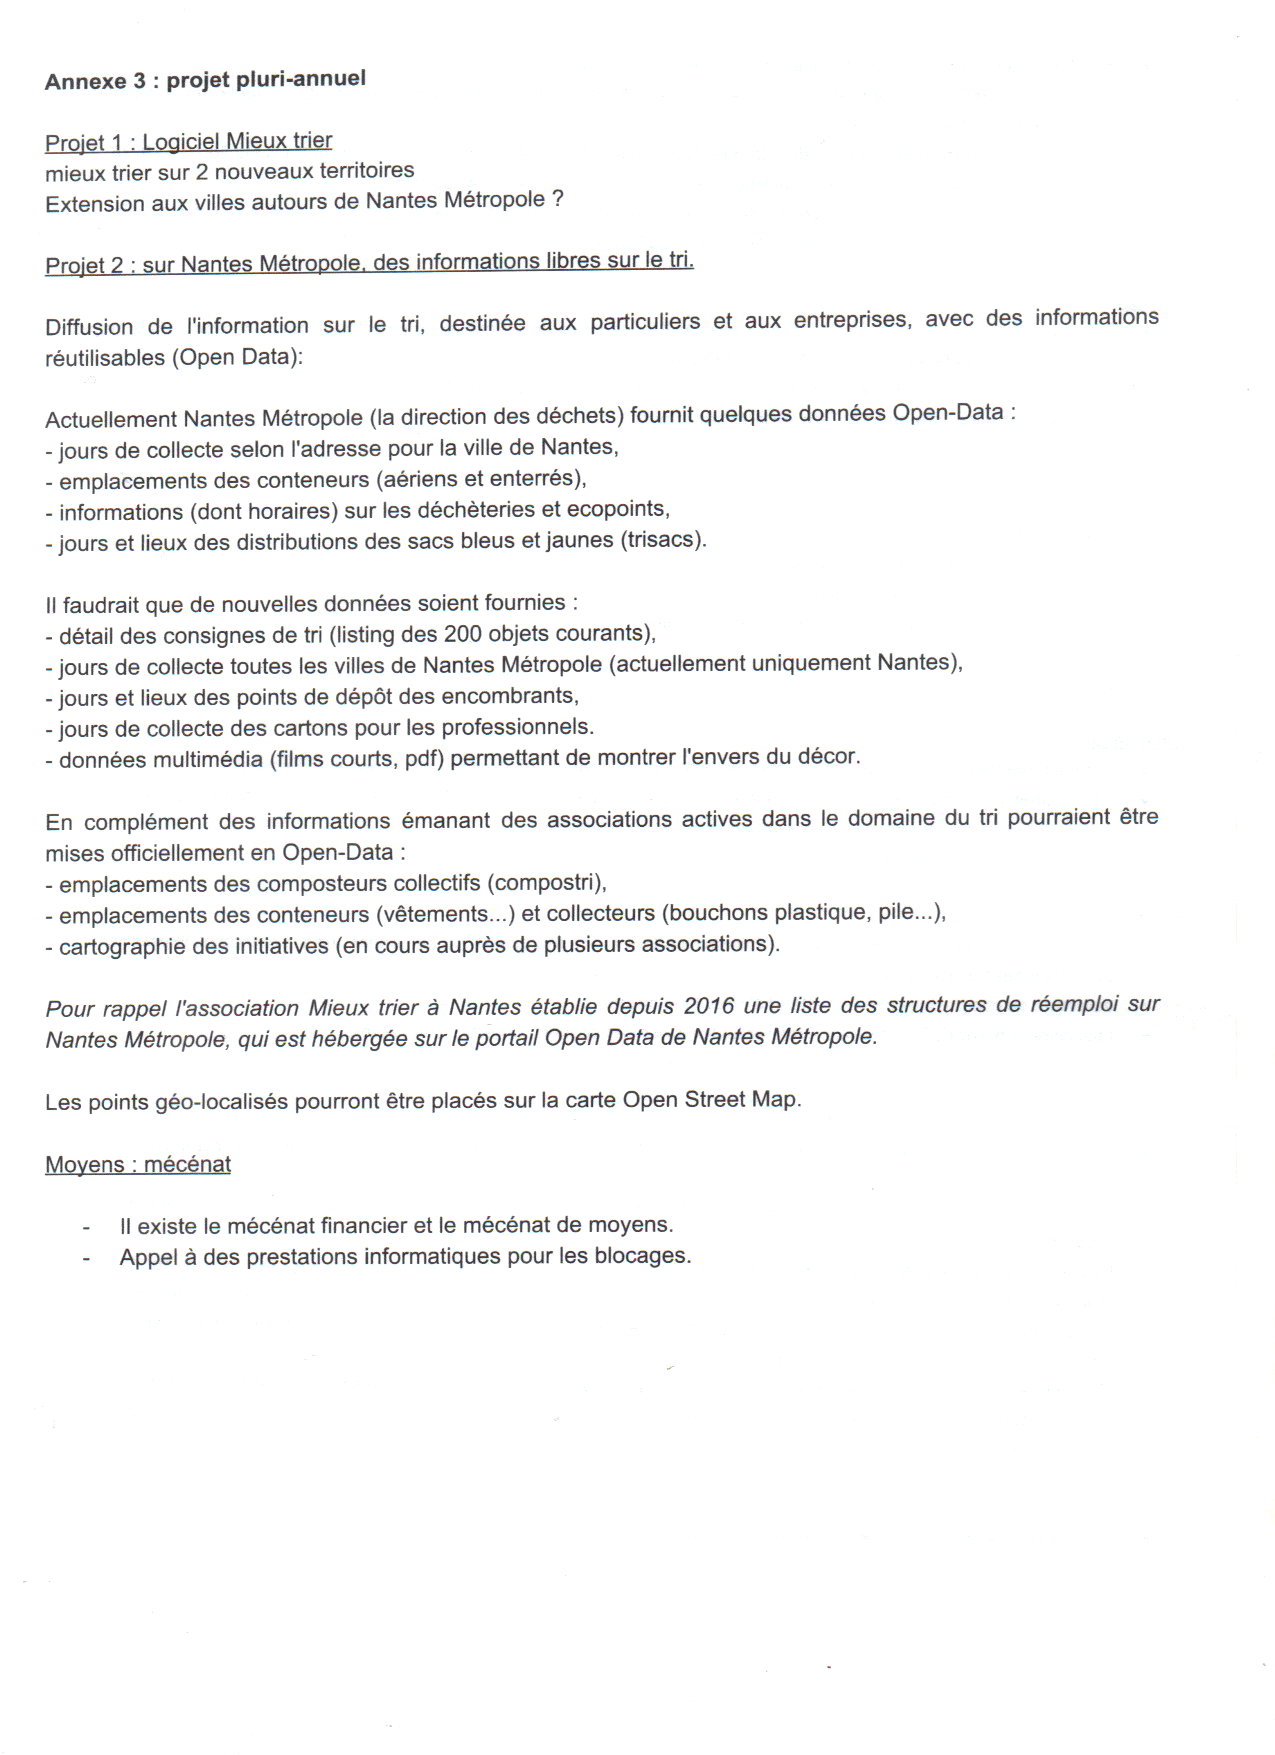 Annexe 3 : projet pluri-annuel
Projet 1 : Logiciel Mieux trier
mieux trier sur 2 nouveaux territoires
Extension aux villes autours de Nantes Métropole ?
Projet 2 : sur Nantes Métropole, des informations libres sur le tri.
Diffusion de l'information sur le tri, destinée aux particuliers et aux entreprises, avec des informations
réutilisables (Open Data):
Actuellement Nantes Métropole (la direction des déchets) fournit quelques données Open-Data :
- jours de collecte selon l'adresse pour la ville de Nantes,
- emplacements des conteneurs (aériens et enterrés),
- informations (dont horaires) sur les déchèteries et ecopoints,
- jours et lieux des distributions des sacs bleus et jaunes (trisacs).
Il faudrait que de nouvelles données soient fournies :
- détail des consignes de tri (listing des 200 objets courants),
- jours de collecte toutes les villes de Nantes Métropole (actuellement uniquement Nantes),
- jours et lieux des points de dépôt des encombrants,
- jours de collecte des cartons pour les professionnels.
- données multimédia (films courts, pdf) permettant de montrer l'envers du décor.
En complément des informations émanant des associations actives dans le domaine du tri pourraient être
mises officiellement en Open-Data :
- emplacements des composteurs collectifs (compostri),
- emplacements des conteneurs (vêtements...) et collecteurs (bouchons plastique, pile...),
- cartographie des initiatives (en cours auprès de plusieurs associations).
Pour rappel l'association Mieux trier à Nantes établie depuis 2016 une liste des structures de réemploi sur
Nantes Métropole, qui est hébergée sur le portail Open Data de Nantes Métropole.
Les points géo-localisés pourront être placés sur la carte Open Street Map.
Moyens : mécénat
- Il existe le mécénat financier et le mécénat de moyens.
- Appel à des prestations informatiques pour les blocages.